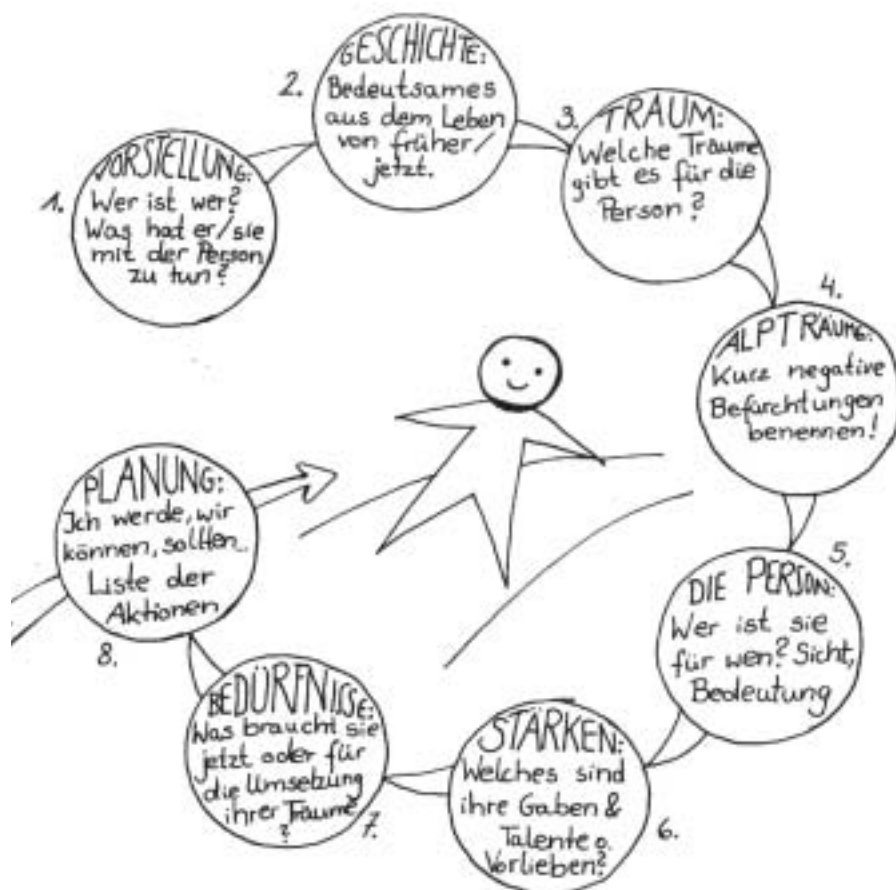 1.
VORSTELLUNG:
Wer ist wer?
Was hat er/sie
mit der Person
zu tun?
2.
GESCHICHTE:
Bedeutsames
aus dem Leben
von früher/
jetzt.
3.
TRAUM:
Welche Träume
gibt es für die
Person?
4.
ALPTRÄUME:
Kurz negative
Befürchtungen
benennen!
5.
DIE PERSON:
Wer ist sie
für wen? Sicht,
Bedeutung
6.
STÄRKEN:
Welches sind
ihre Gaben &
Talente o.
Vorlieben?
7.
BEDÜRFNISSE:
Was braucht sie
jetzt oder für
die Umsetzung
ihrer Träume
?
8.
PLANUNG:
Ich werde, wir
können, sollten...
Liste der
Aktionen